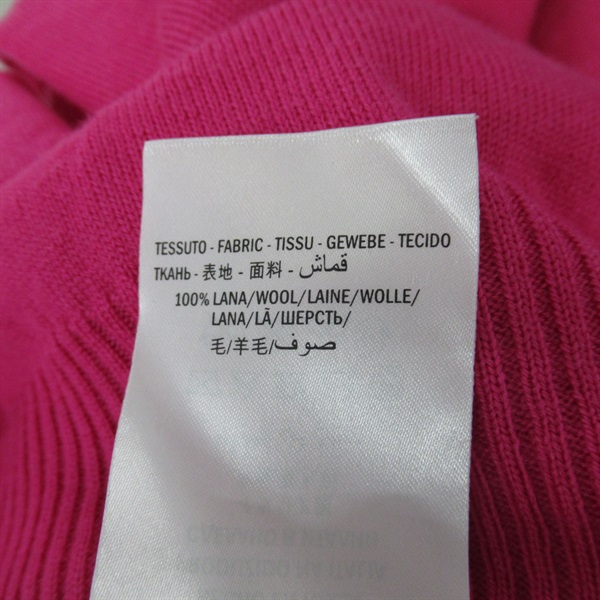 TESSUTO - FABRIC - TISSU - GEWEBE - TECIDO
ТКАНЬ - 表地 - 面料 - قماش
100% LANA/WOOL/LAINE/WOLLE/
LANA/LÃ/ШЕРСТЬ/
毛/羊毛/صوف